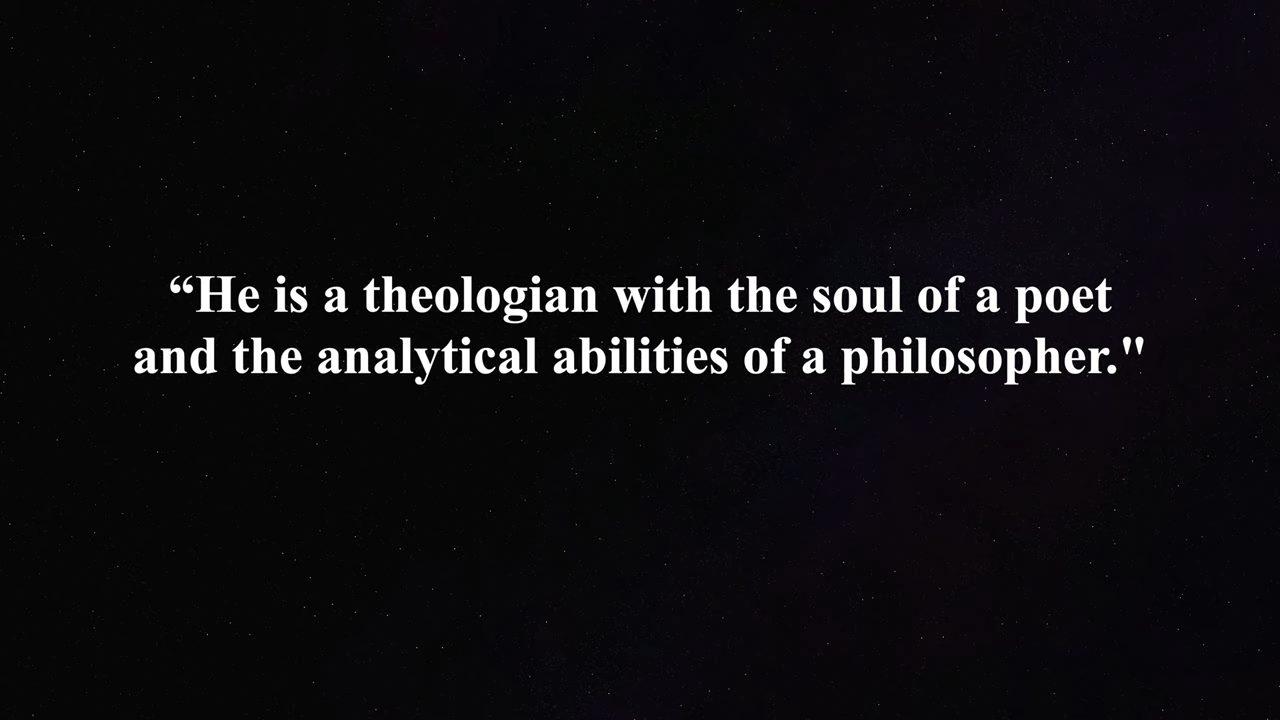 “He is a theologian with the soul of a poet
and the analytical abilities of a philosopher."